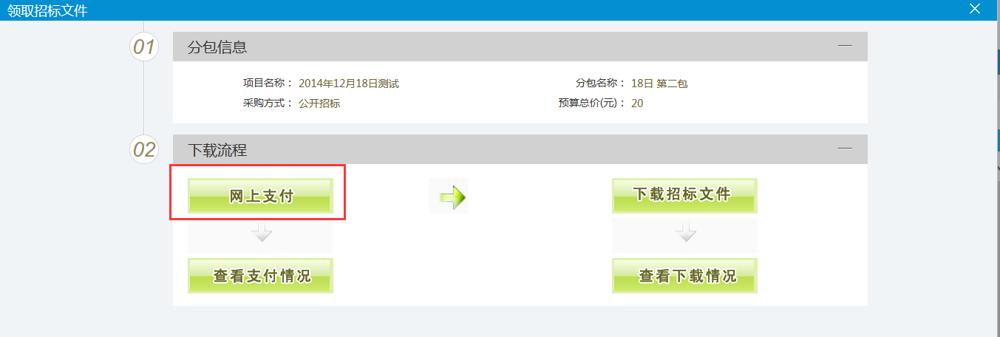 领取招标文件
01 分包信息
项目名称： 2014年12月18日测试 分包名称： 18日 第二包
采购方式： 公开招标 预算总价(元)： 20
02 下载流程
网上支付 下载招标文件
查看支付情况 查看下载情况